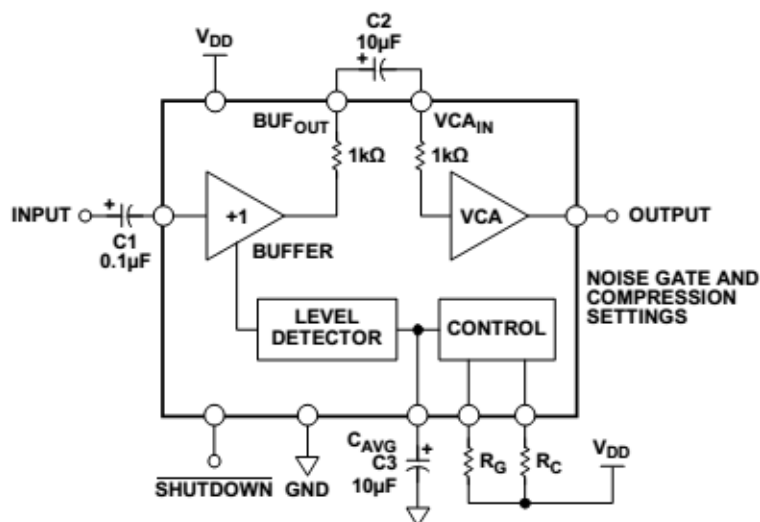 C2
10µF
+
VDD
BUFOUT
VCAIN
1kΩ
1kΩ
INPUT
+
C1
0.1µF
+1
BUFFER
VCA
OUTPUT
NOISE GATE AND
COMPRESSION
SETTINGS
LEVEL
DETECTOR
CONTROL
SHUTDOWN
GND
CAVG
C3
10µF
+
RG
RC
VDD